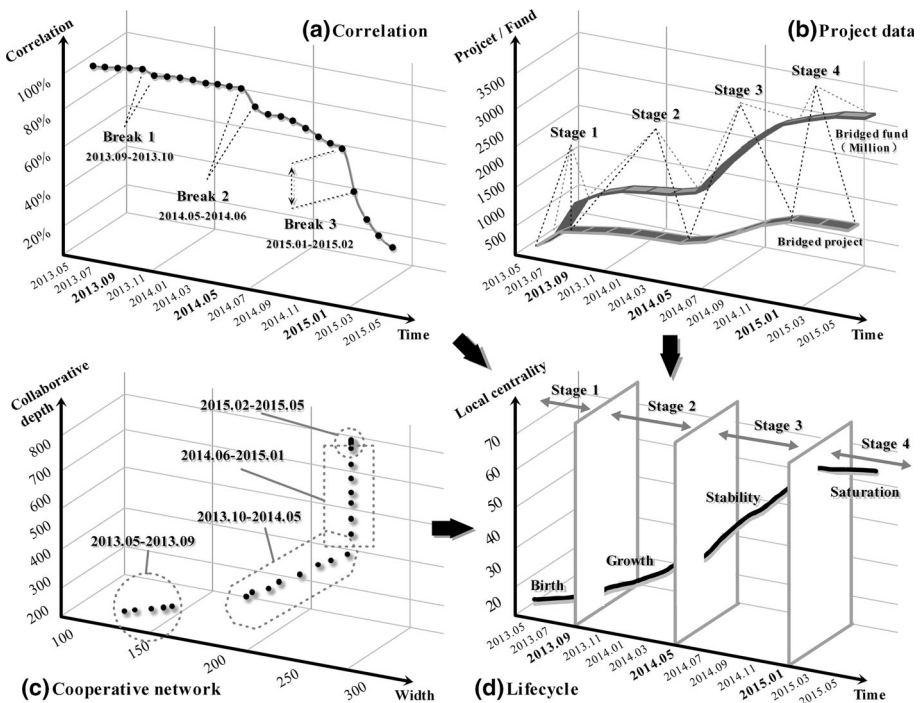 Correlation
(a) Correlation
100%
80%
60%
40%
20%
Break 1
2013.09-2013.10
Break 2
2014.05-2014.06
Break 3
2015.01-2015.02
2013.05
2013.07
2013.09
2013.11
2014.01
2014.03
2014.05
2014.07
2014.09
2014.11
2015.01
2015.03
2015.05
Time
Project / Fund
(b) Project data
3500
3000
2500
2000
1500
1000
500
Stage 1
Stage 2
Stage 3
Stage 4
Bridged fund
(Million)
Bridged project
2013.05
2013.07
2013.09
2013.11
2014.01
2014.03
2014.05
2014.07
2014.09
2014.11
2015.01
2015.03
2015.05
Time
Collaborative
depth
800
700
600
500
400
300
200
2015.02-2015.05
2014.06-2015.01
2013.10-2014.05
2013.05-2013.09
100
150
200
250
300
Width
(c) Cooperative network
Local centrality
70
60
50
40
30
20
Stage 1
Stage 2
Stage 3
Stage 4
Birth
Growth
Stability
Saturation
2013.05
2013.07
2013.09
2013.11
2014.01
2014.03
2014.05
2014.07
2014.09
2014.11
2015.01
2015.03
2015.05
Time
(d) Lifecycle